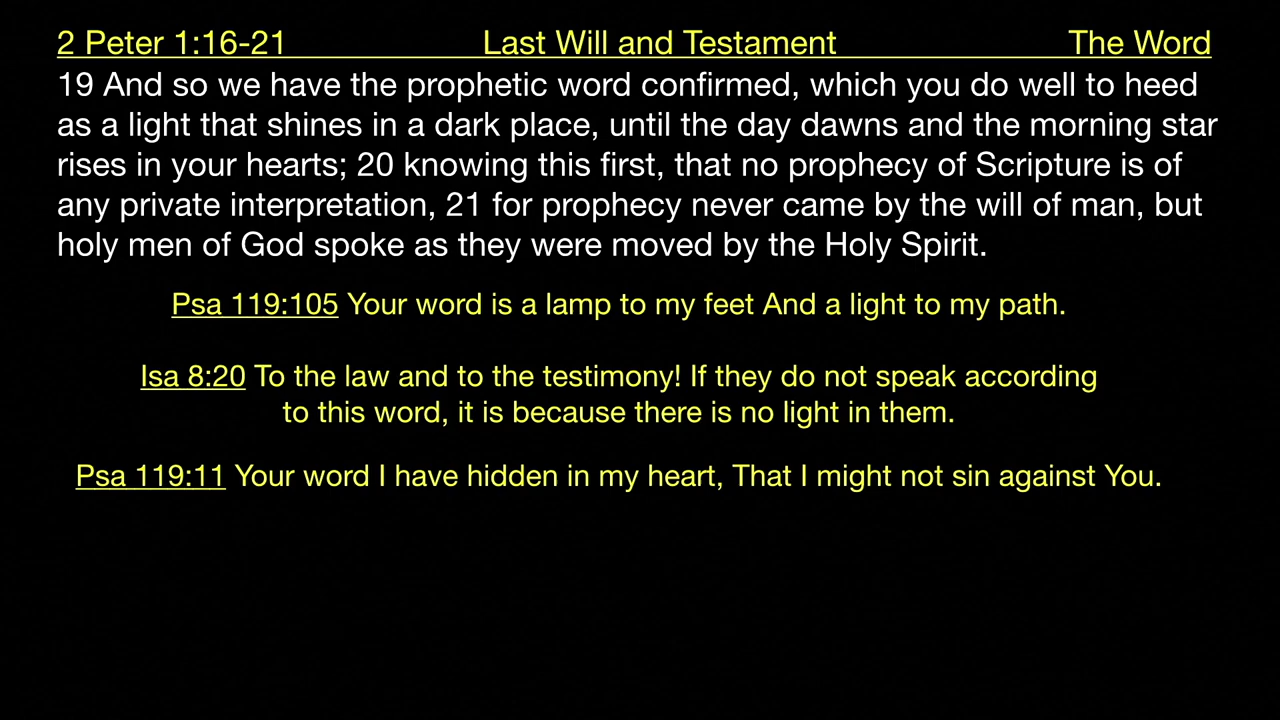 2 Peter 1:16-21 Last Will and Testament The Word
19 And so we have the prophetic word confirmed, which you do well to heed
as a light that shines in a dark place, until the day dawns and the morning star
rises in your hearts; 20 knowing this first, that no prophecy of Scripture is of
any private interpretation, 21 for prophecy never came by the will of man, but
holy men of God spoke as they were moved by the Holy Spirit.
Psa 119:105 Your word is a lamp to my feet And a light to my path.
Isa 8:20 To the law and to the testimony! If they do not speak according
to this word, it is because there is no light in them.
Psa 119:11 Your word I have hidden in my heart, That I might not sin against You.